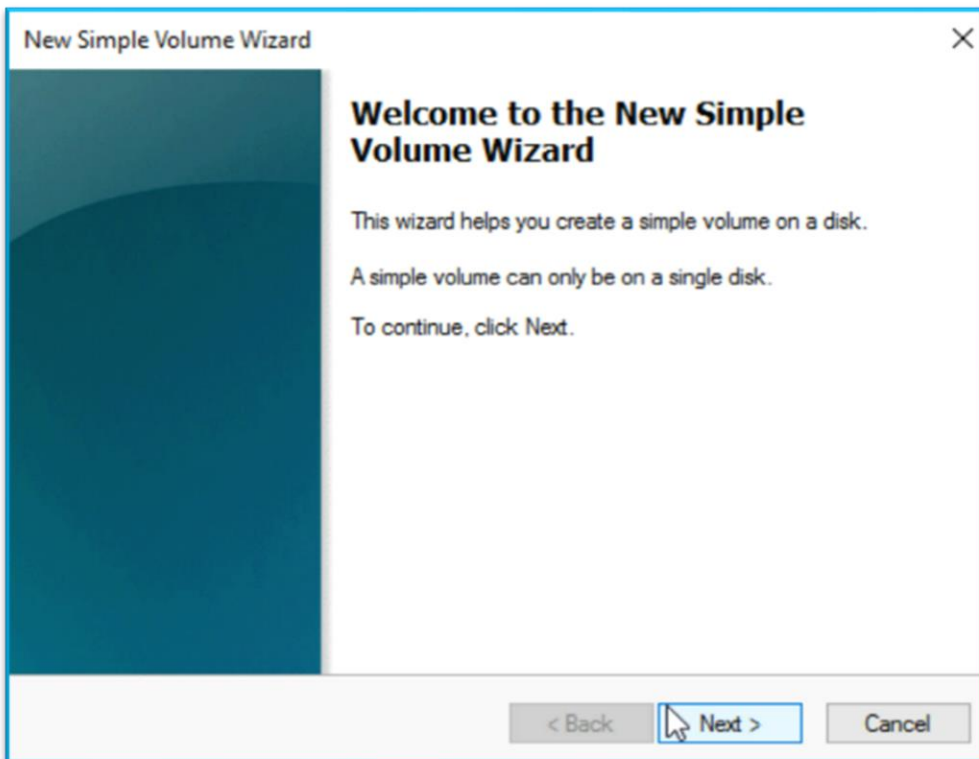 New Simple Volume Wizard
Welcome to the New Simple
Volume Wizard
This wizard helps you create a simple volume on a disk.
A simple volume can only be on a single disk.
To continue, click Next.
< Back
Next >
Cancel